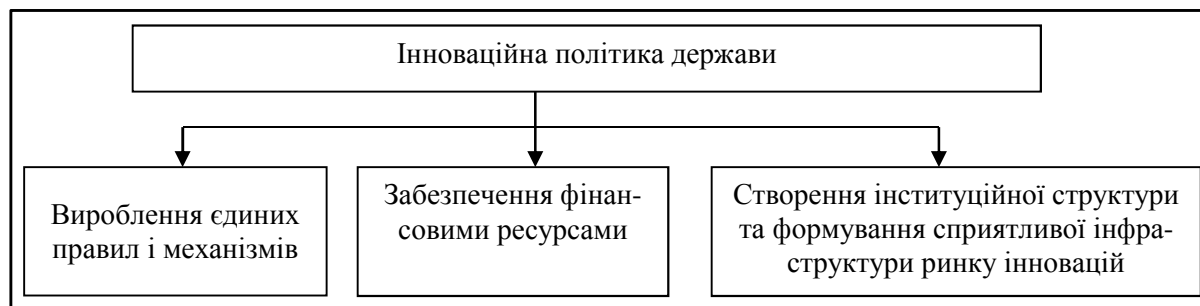 Інноваційна політика держави
Вироблення єдиних
правил і механізмів
Забезпечення фінан-
совими ресурсами
Створення інституційної структури
та формування сприятливої інфра-
структури ринку інновацій